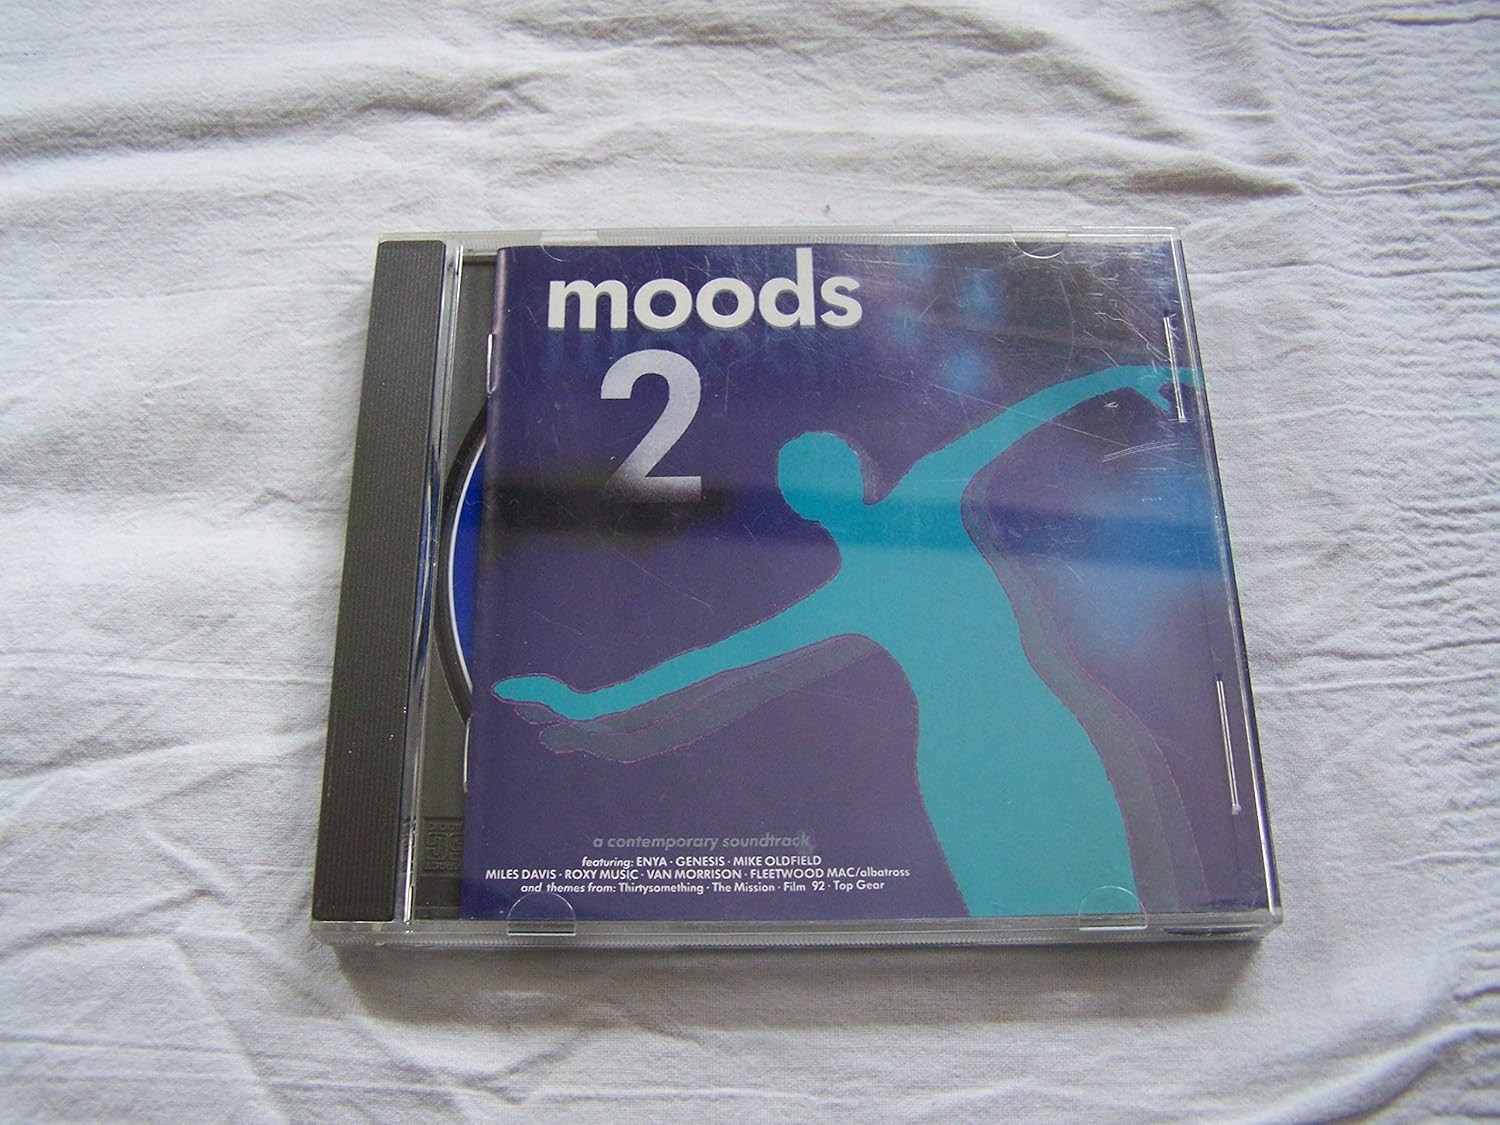 moods
2
a contemporary soundtrack
featuring: ENYA · GENESIS · MIKE OLDFIELD
MILES DAVIS · ROXY MUSIC · VAN MORRISON · FLEETWOOD MAC/albatross
and themes from: Thirtysomething · The Mission · Film 92 · Top Gear